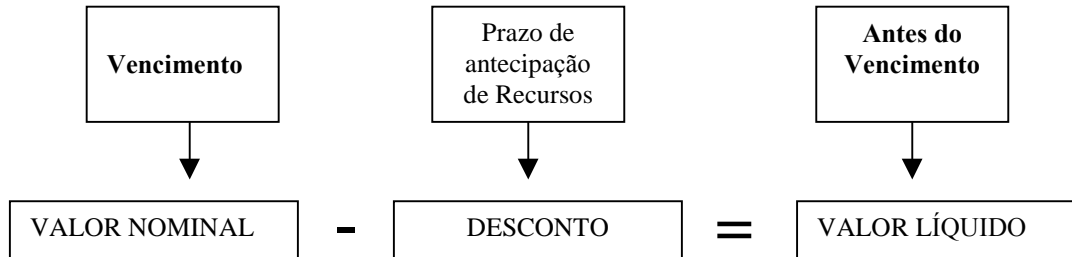 Vencimento
Prazo de
antecipação
de Recursos
Antes do
Vencimento
VALOR NOMINAL - DESCONTO = VALOR LÍQUIDO